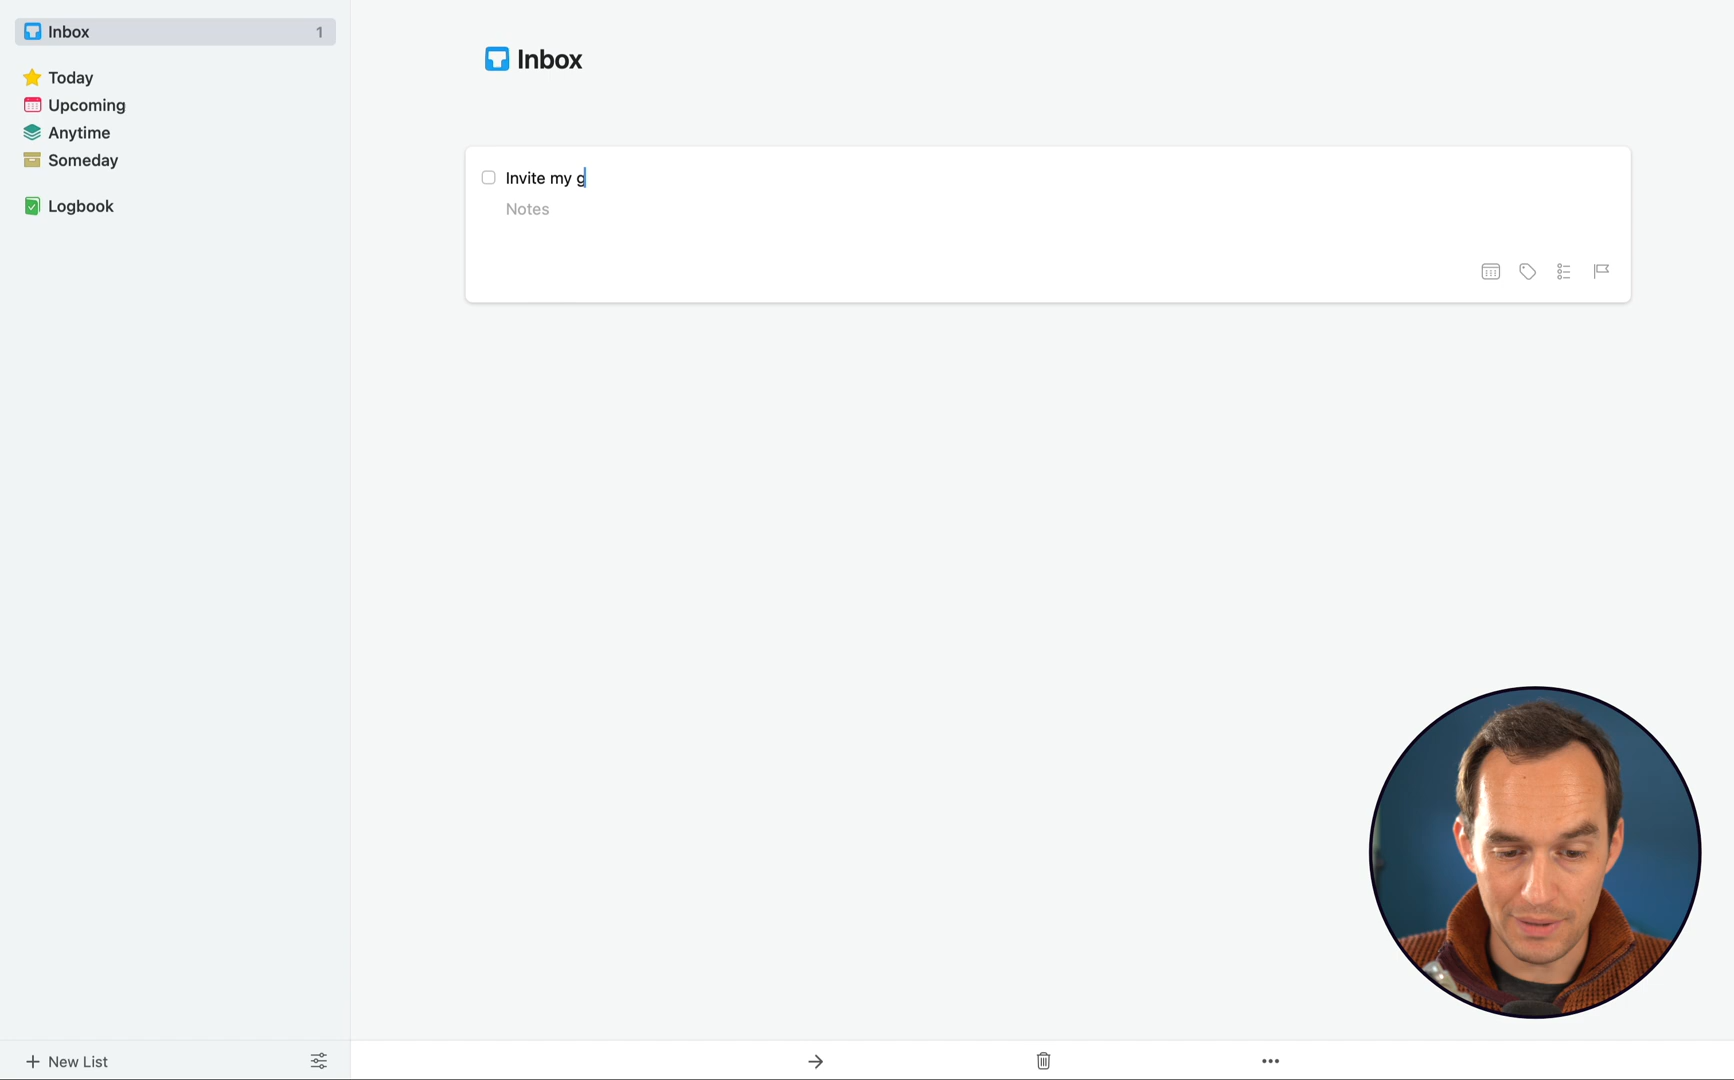 Inbox 1
Today
Upcoming
Anytime
Someday
Logbook
New List
Inbox
Invite my g
Notes